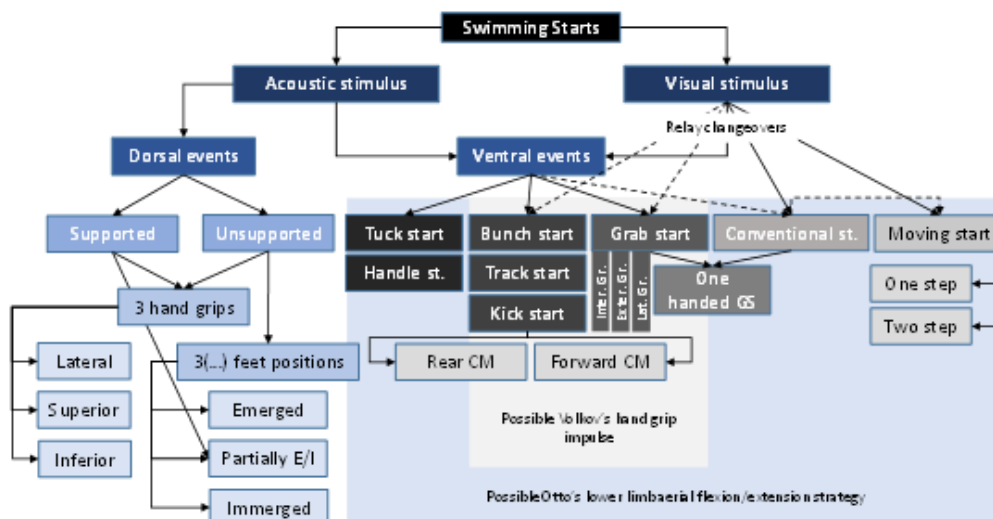 Swimming Starts
Acoustic stimulus
Visual stimulus
Relay changeovers
Dorsal events
Ventral events
Supported
Unsupported
Tuck start
Bunch start
Grab start
Conventional st.
Moving start
Handle st.
Track start
Inter. Gr.
Exter. Gr.
Lat. Gr.
One
handed GS
One step
3 hand grips
Kick start
Two step
Lateral
3(...) feet positions
Rear CM
Forward CM
Superior
Emerged
Possible Volkov's hand grip
impulse
Inferior
Partially E/I
Immerged
Possible Otto's lower limb aerial flexion/extension strategy